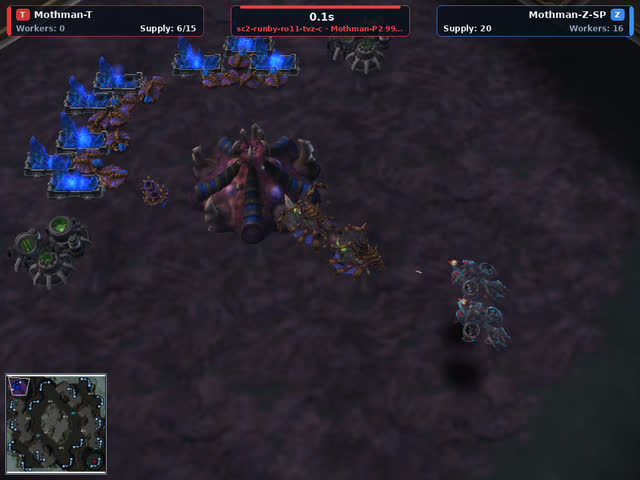 T Mothman-T
Workers: 0 Supply: 6/15
0.1s
sc2-runby-ro11-tvz-c · Mothman-P2 99...
Mothman-Z-SP Z
Supply: 20 Workers: 16